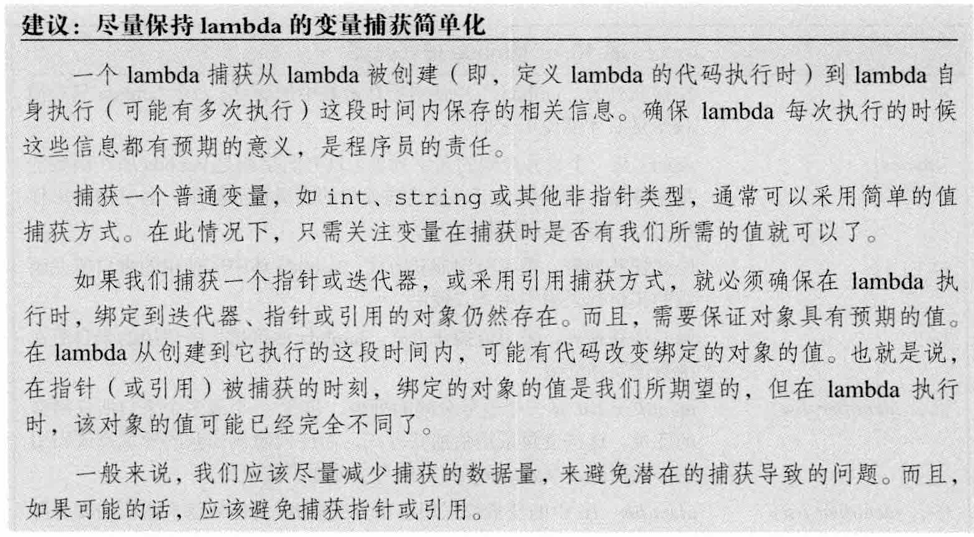 建议：尽量保持 lambda 的变量捕获简单化
一个 lambda 捕获从 lambda 被创建（即，定义 lambda 的代码执行时）到 lambda 自
身执行（可能有多次执行）这段时间内保存的相关信息。确保 lambda 每次执行的时候
这些信息都有预期的意义，是程序员的责任。
捕获一个普通变量，如 int、string 或其他非指针类型，通常可以采用简单的值
捕获方式。在此情况下，只需关注变量在捕获时是否有我们所需的值就可以了。
如果我们捕获一个指针或迭代器，或采用引用捕获方式，就必须确保在 lambda 执
行时，绑定到迭代器、指针或引用的对象仍然存在。而且，需要保证对象具有预期的值。
在 lambda 从创建到它执行的这段时间内，可能有代码改变绑定的对象的值。也就是说，
在指针（或引用）被捕获的时刻，绑定的对象的值是我们所期望的，但在 lambda 执行
时，该对象的值可能已经完全不同了。
一般来说，我们应该尽量减少捕获的数据量，来避免潜在的捕获导致的问题。而且，
如果可能的话，应该避免捕获指针或引用。